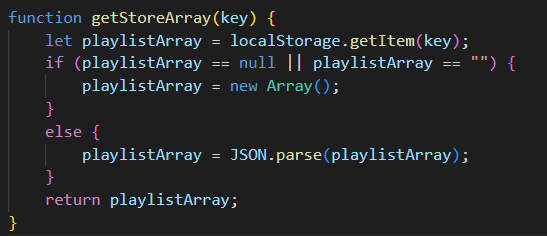 function getStoreArray(key) {
    let playlistArray = localStorage.getItem(key);
    if (playlistArray == null || playlistArray == "") {
        playlistArray = new Array();
    }
    else {
        playlistArray = JSON.parse(playlistArray);
    }
    return playlistArray;
}